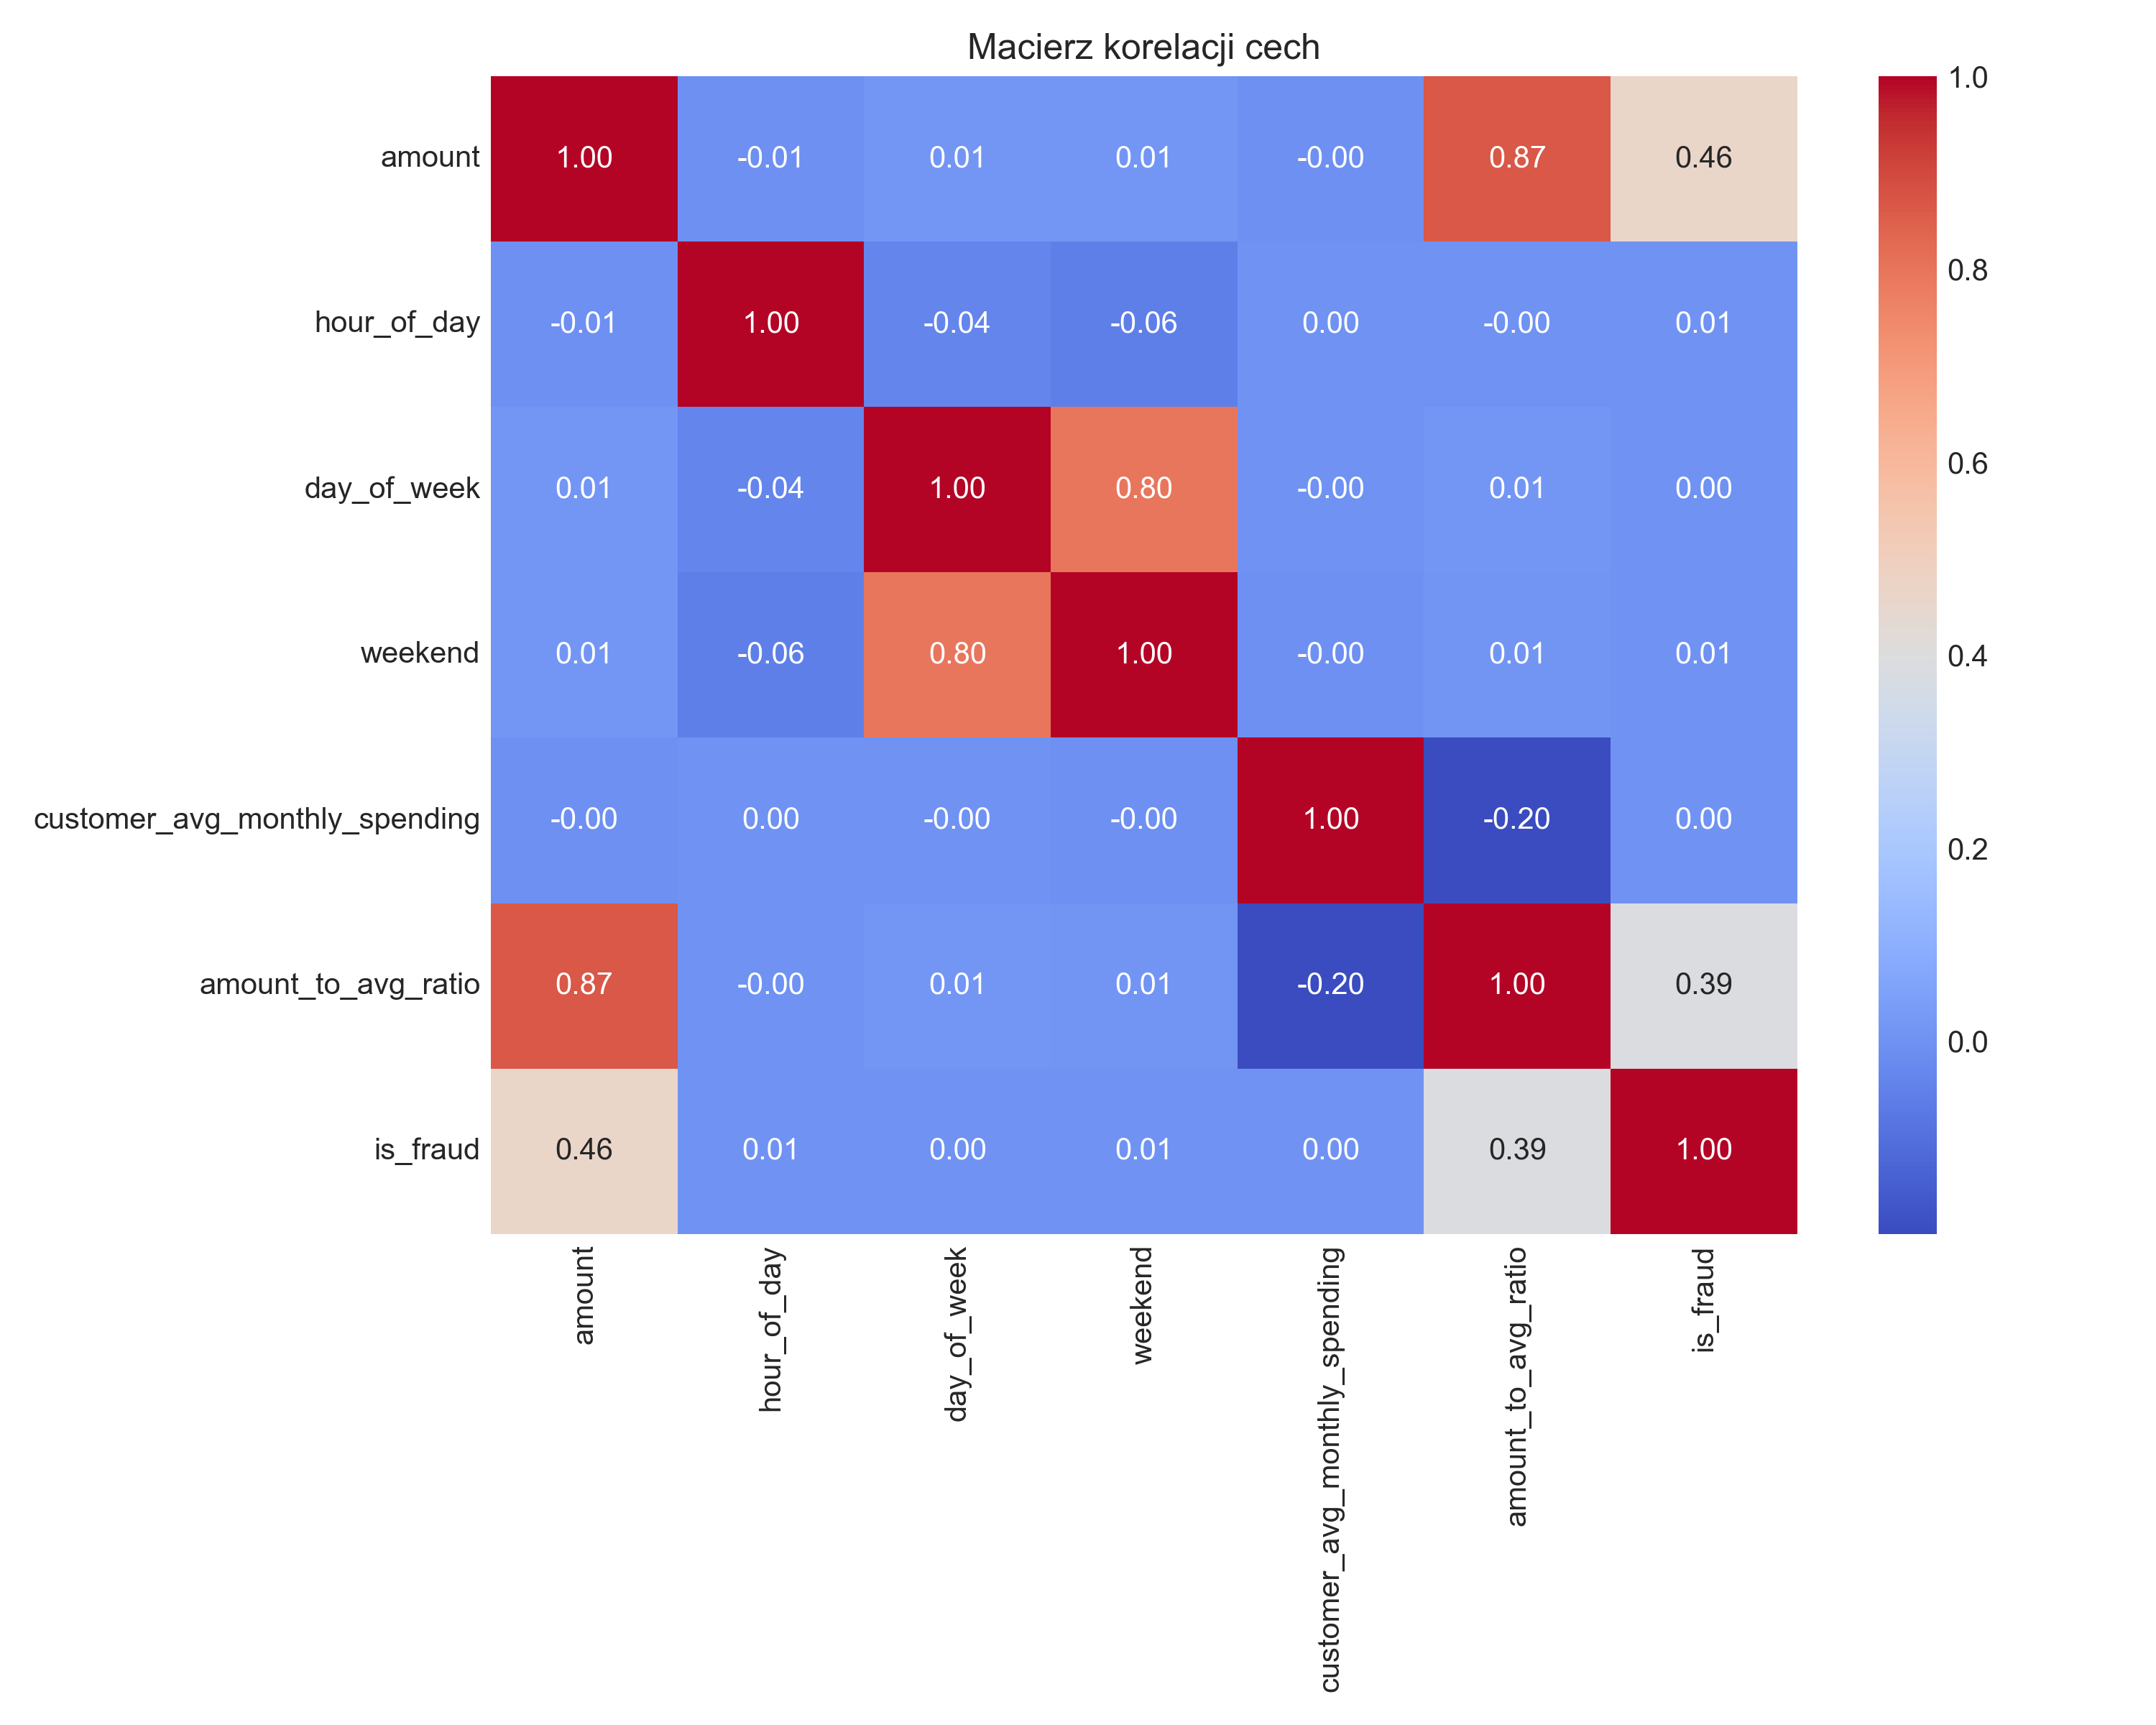 Macierz korelacji cech
amount 1.00 -0.01 0.01 0.01 -0.00 0.87 0.46
hour_of_day -0.01 1.00 -0.04 -0.06 0.00 -0.00 0.01
day_of_week 0.01 -0.04 1.00 0.80 -0.00 0.01 0.00
weekend 0.01 -0.06 0.80 1.00 -0.00 0.01 0.01
customer_avg_monthly_spending -0.00 0.00 -0.00 -0.00 1.00 -0.20 0.00
amount_to_avg_ratio 0.87 -0.00 0.01 0.01 -0.20 1.00 0.39
is_fraud 0.46 0.01 0.00 0.01 0.00 0.39 1.00
amount
hour_of_day
day_of_week
weekend
customer_avg_monthly_spending
amount_to_avg_ratio
is_fraud
1.0
0.8
0.6
0.4
0.2
0.0